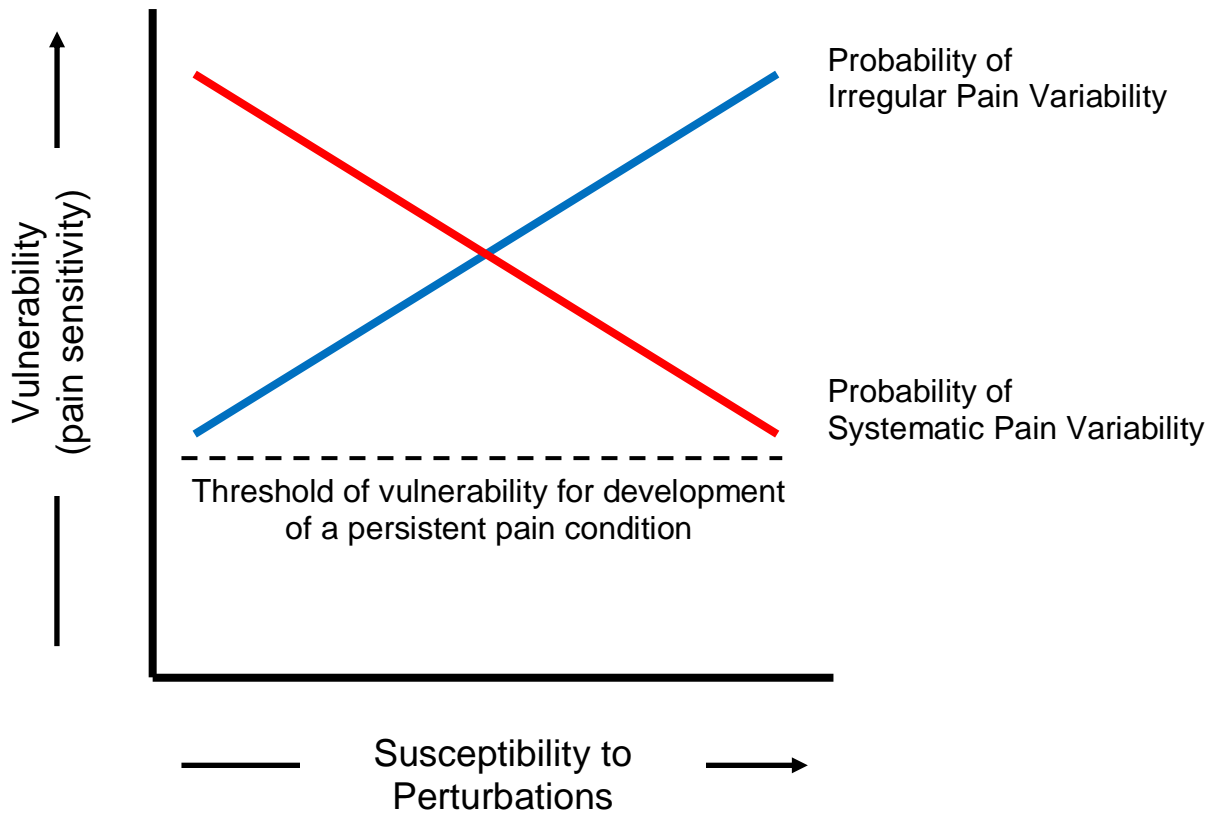 Vulnerability
(pain sensitivity)
Probability of
Irregular Pain Variability
Probability of
Systematic Pain Variability
Threshold of vulnerability for development
of a persistent pain condition
Susceptibility to
Perturbations